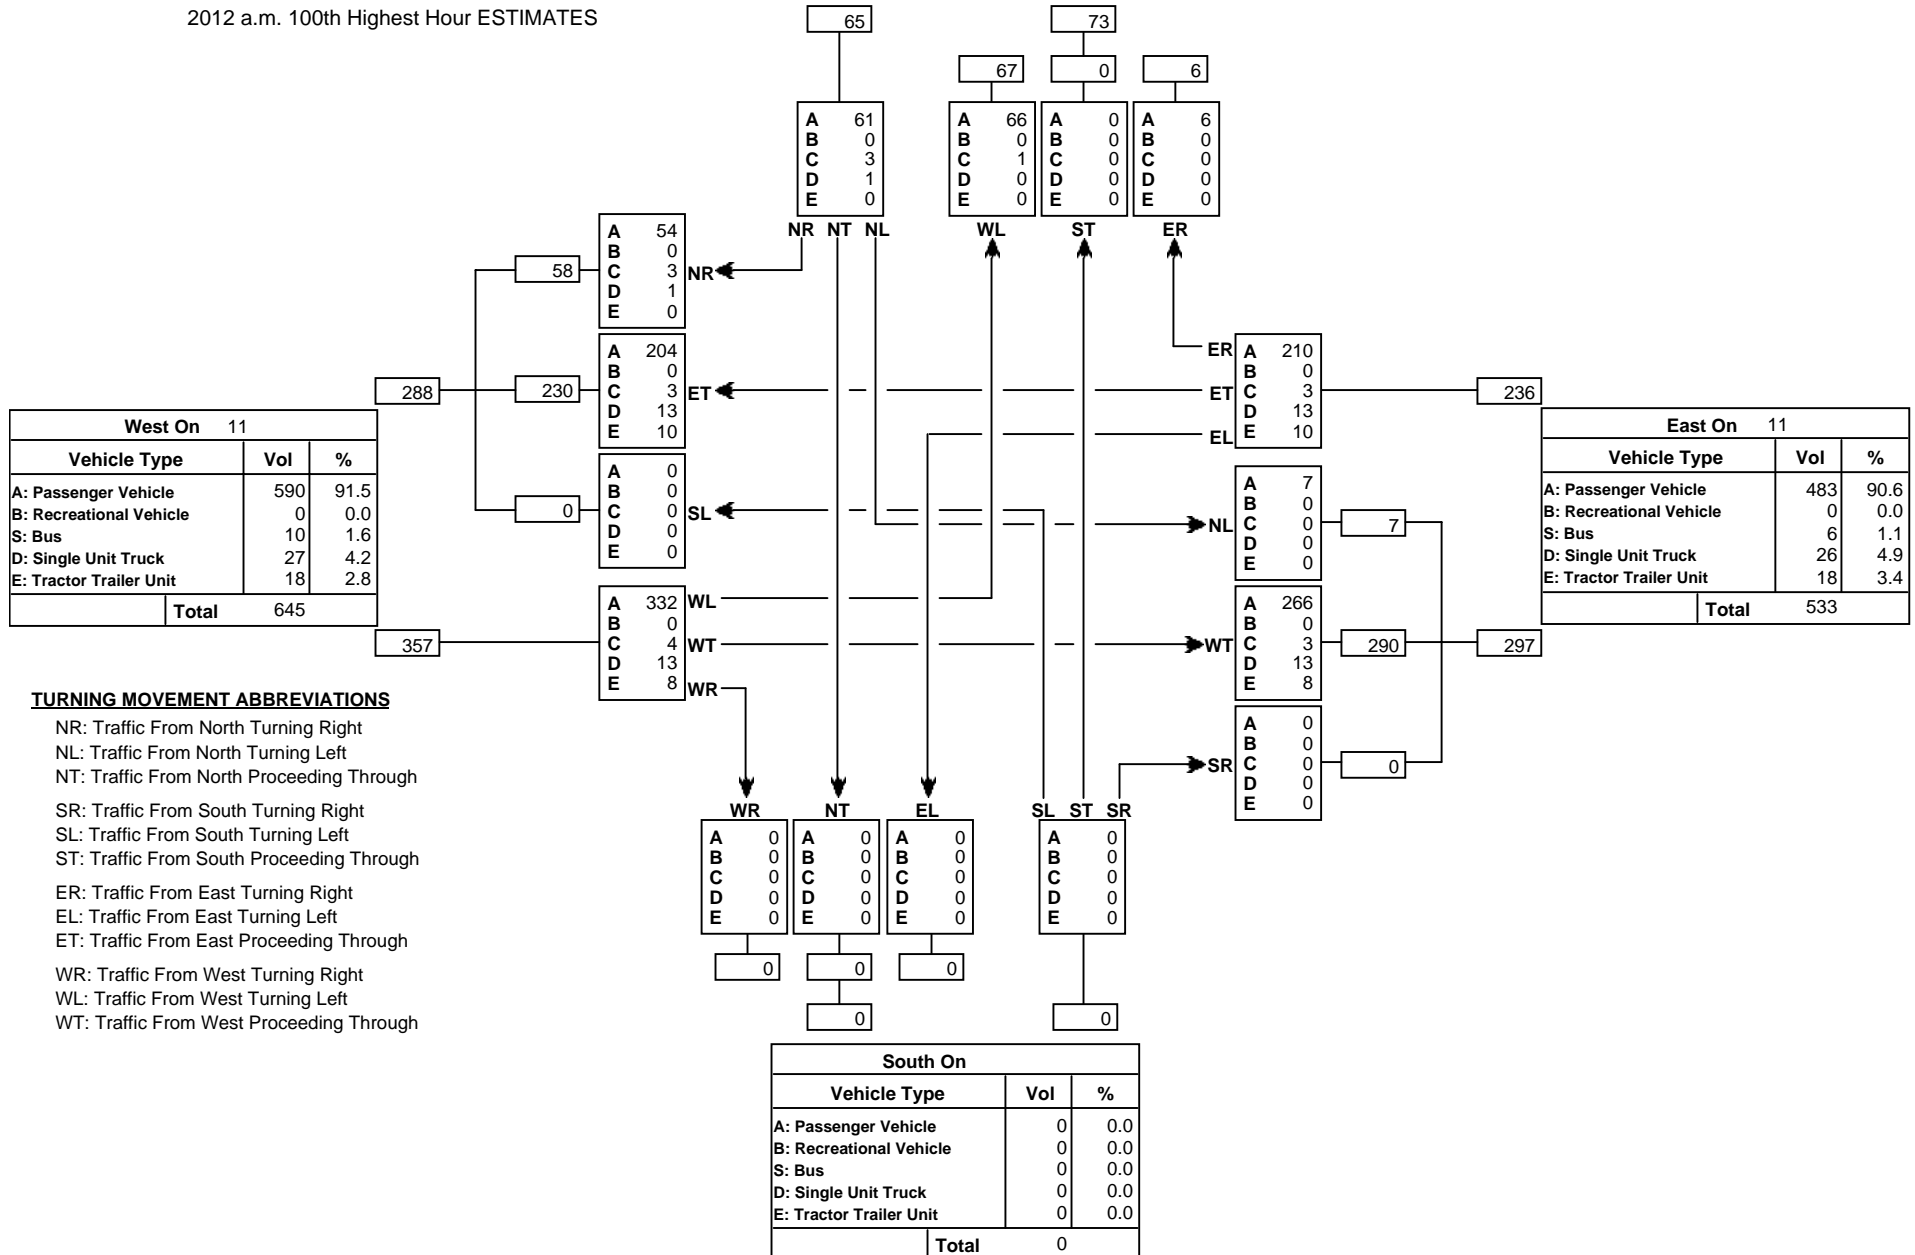 2012 a.m. 100th Highest Hour ESTIMATES
65
73
67
0
6
A 61
B 0
C 3
D 1
E 0
A 66
B 0
C 1
D 0
E 0
A 0
B 0
C 0
D 0
E 0
A 6
B 0
C 0
D 0
E 0
NR NT NL
WL
ST
ER
58
A 54
B 0
C 3
D 1
E 0
NR
288
230
A 204
B 0
C 3
D 13
E 10
ET
0
A 0
B 0
C 0
D 0
E 0
SL
357
A 332
B 0
C 4
D 13
E 8
WL
WT
WR
ER
ET
EL
A 210
B 0
C 3
D 13
E 10
236
NL
A 7
B 0
C 0
D 0
E 0
7
WT
A 266
B 0
C 3
D 13
E 8
290
297
SR
A 0
B 0
C 0
D 0
E 0
0
West On 11
Vehicle Type Vol %
A: Passenger Vehicle 590 91.5
B: Recreational Vehicle 0 0.0
S: Bus 10 1.6
D: Single Unit Truck 27 4.2
E: Tractor Trailer Unit 18 2.8
Total 645
East On 11
Vehicle Type Vol %
A: Passenger Vehicle 483 90.6
B: Recreational Vehicle 0 0.0
S: Bus 6 1.1
D: Single Unit Truck 26 4.9
E: Tractor Trailer Unit 18 3.4
Total 533
TURNING MOVEMENT ABBREVIATIONS
NR: Traffic From North Turning Right
NL: Traffic From North Turning Left
NT: Traffic From North Proceeding Through
SR: Traffic From South Turning Right
SL: Traffic From South Turning Left
ST: Traffic From South Proceeding Through
ER: Traffic From East Turning Right
EL: Traffic From East Turning Left
ET: Traffic From East Proceeding Through
WR: Traffic From West Turning Right
WL: Traffic From West Turning Left
WT: Traffic From West Proceeding Through
WR
NT
EL
SL ST SR
A 0
B 0
C 0
D 0
E 0
A 0
B 0
C 0
D 0
E 0
A 0
B 0
C 0
D 0
E 0
A 0
B 0
C 0
D 0
E 0
0
0
0
0
0
South On
Vehicle Type Vol %
A: Passenger Vehicle 0 0.0
B: Recreational Vehicle 0 0.0
S: Bus 0 0.0
D: Single Unit Truck 0 0.0
E: Tractor Trailer Unit 0 0.0
Total 0